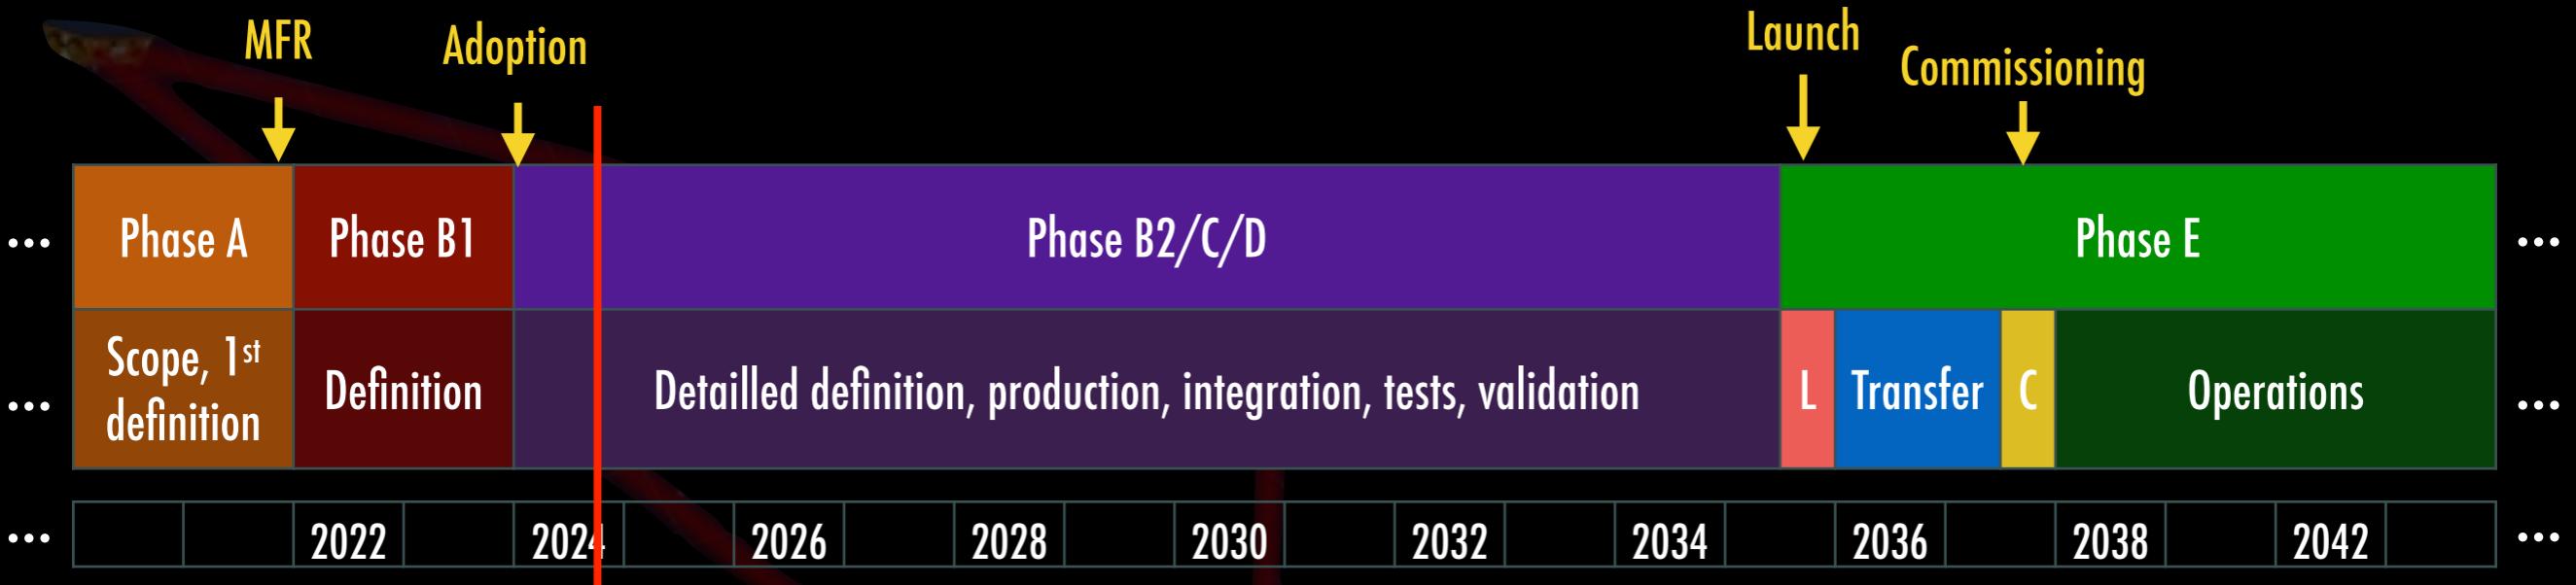 MFR
Adoption
Launch
Commissioning
... Phase A Phase B1 Phase B2/C/D Phase E ...
Scope, 1st
definition
... Definition Detailled definition, production, integration, tests, validation L Transfer C Operations ...
... 2022 2024 2026 2028 2030 2032 2034 2036 2038 2042 ...